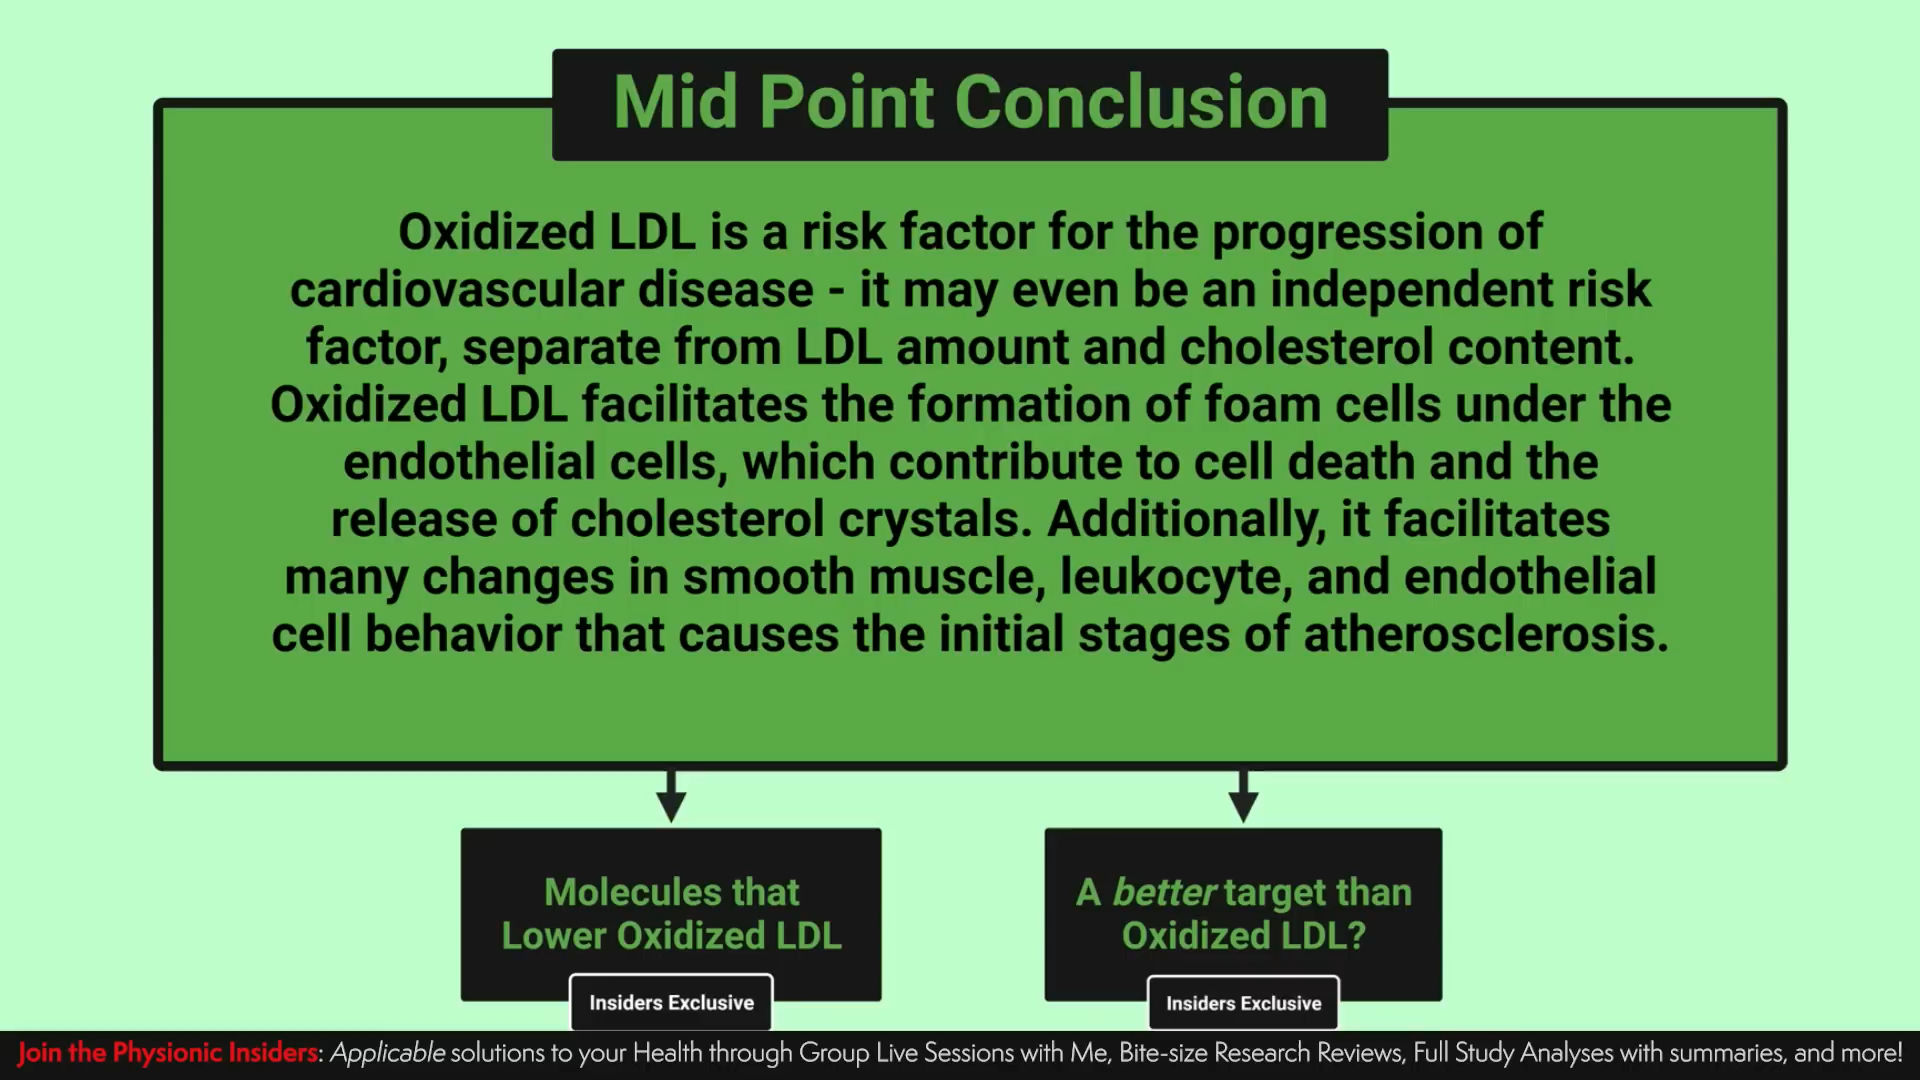 Mid Point Conclusion
Oxidized LDL is a risk factor for the progression of
cardiovascular disease - it may even be an independent risk
factor, separate from LDL amount and cholesterol content.
Oxidized LDL facilitates the formation of foam cells under the
endothelial cells, which contribute to cell death and the
release of cholesterol crystals. Additionally, it facilitates
many changes in smooth muscle, leukocyte, and endothelial
cell behavior that causes the initial stages of atherosclerosis.
Molecules that
Lower Oxidized LDL
Insiders Exclusive
A better target than
Oxidized LDL?
Insiders Exclusive
Join the Physionic Insiders: Applicable solutions to your Health through Group Live Sessions with Me, Bite-size Research Reviews, Full Study Analyses with summaries, and more!